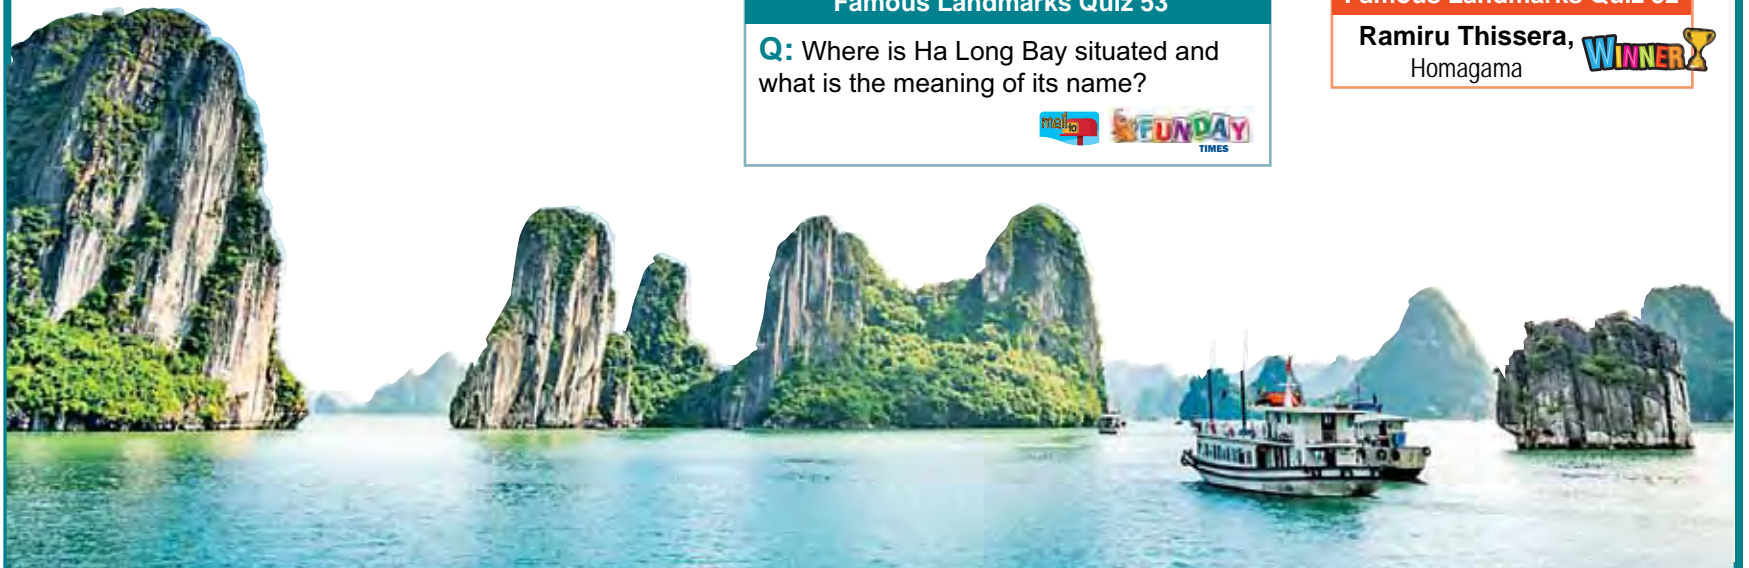 Famous Landmarks Quiz 53
Q: Where is Ha Long Bay situated and
what is the meaning of its name?
mail to
FUNDAY
TIMES
Famous Landmarks Quiz 52
Ramiru Thissera,
Homagama
WINNER